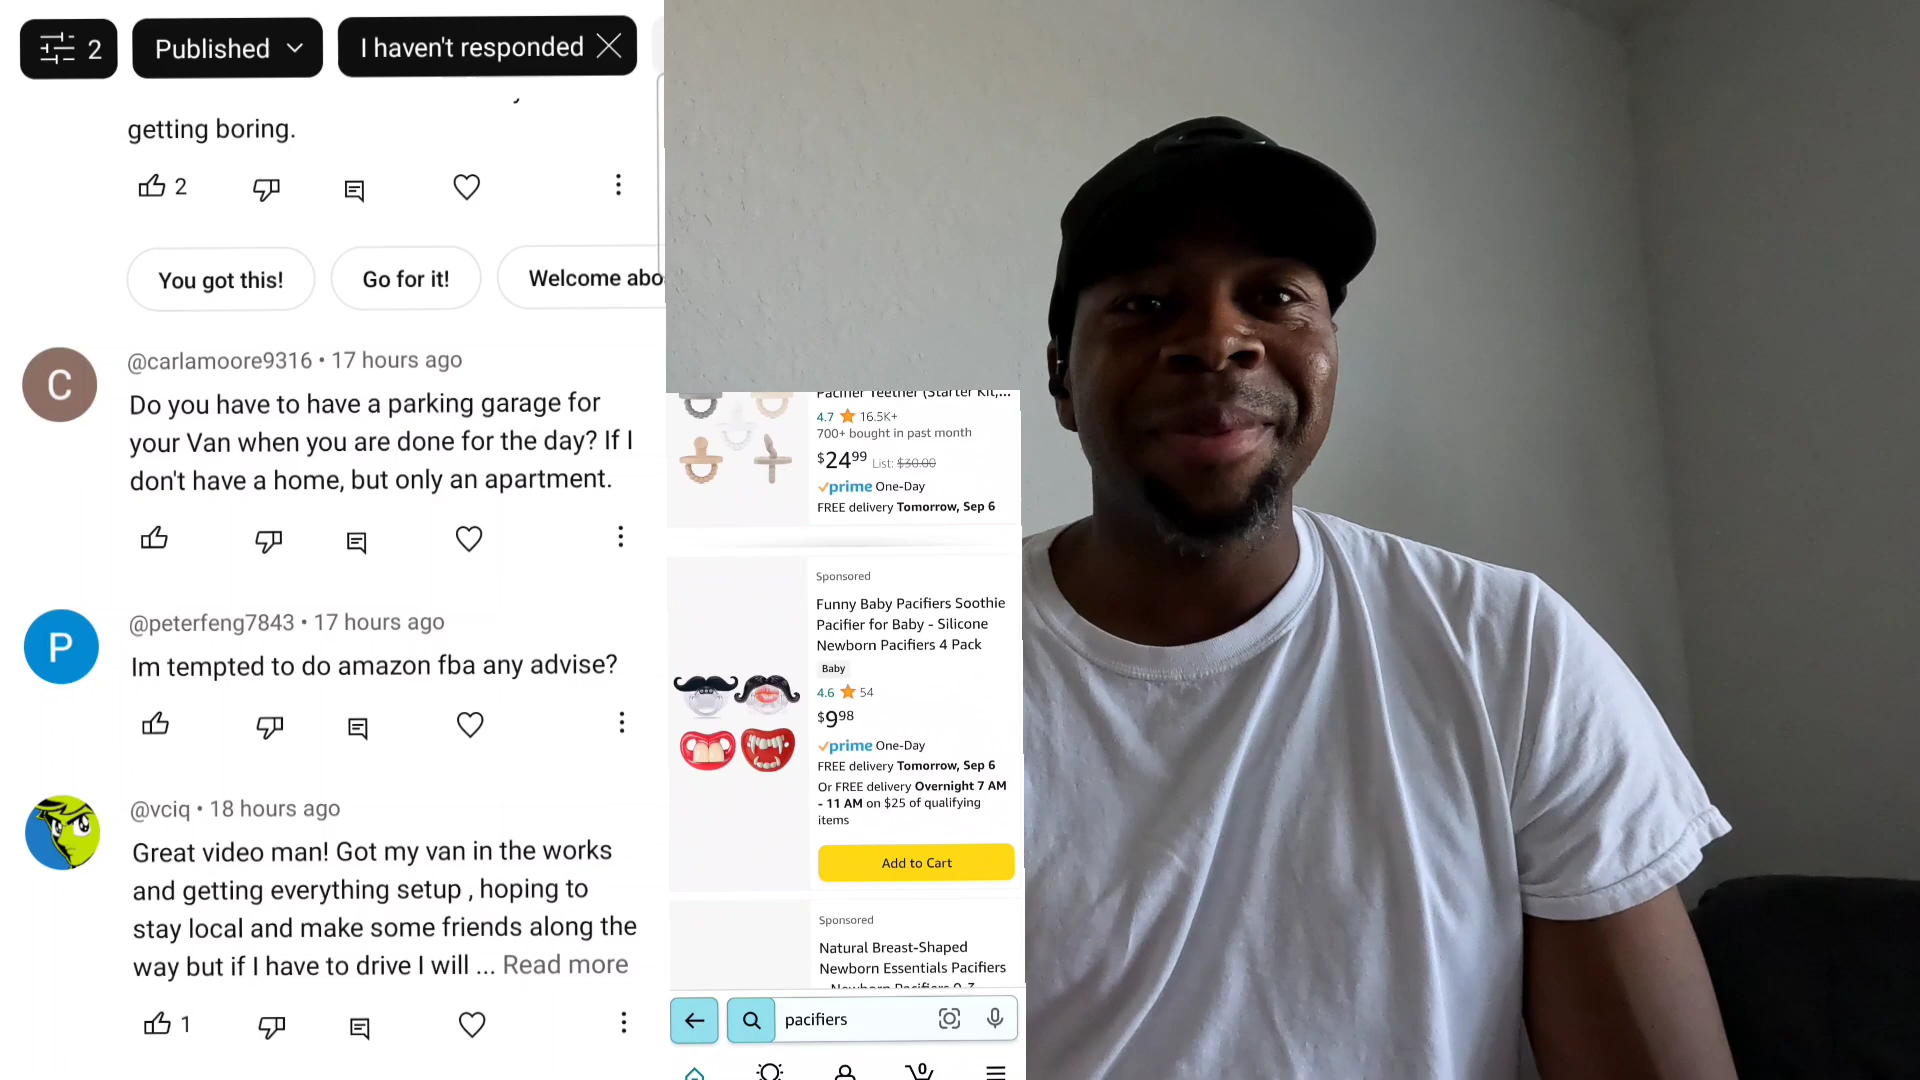 2
Published
I haven't responded
getting boring.
2
You got this!
Go for it!
Welcome abo
C
@carlamoore9316 • 17 hours ago
Do you have to have a parking garage for
your Van when you are done for the day? If I
don't have a home, but only an apartment.
P
@peterfeng7843 • 17 hours ago
Im tempted to do amazon fba any advise?
@vciq • 18 hours ago
Great video man! Got my van in the works
and getting everything setup , hoping to
stay local and make some friends along the
way but if I have to drive I will ... Read more
1
Pacifier Teether (Starter Kit,...
4.7 16.5K+
700+ bought in past month
$2499 List: $30.00
prime One-Day
FREE delivery Tomorrow, Sep 6
Sponsored
Funny Baby Pacifiers Soothie
Pacifier for Baby - Silicone
Newborn Pacifiers 4 Pack
Baby
4.6 54
$998
prime One-Day
FREE delivery Tomorrow, Sep 6
Or FREE delivery Overnight 7 AM
- 11 AM on $25 of qualifying
items
Add to Cart
Sponsored
Natural Breast-Shaped
Newborn Essentials Pacifiers
pacifiers
0